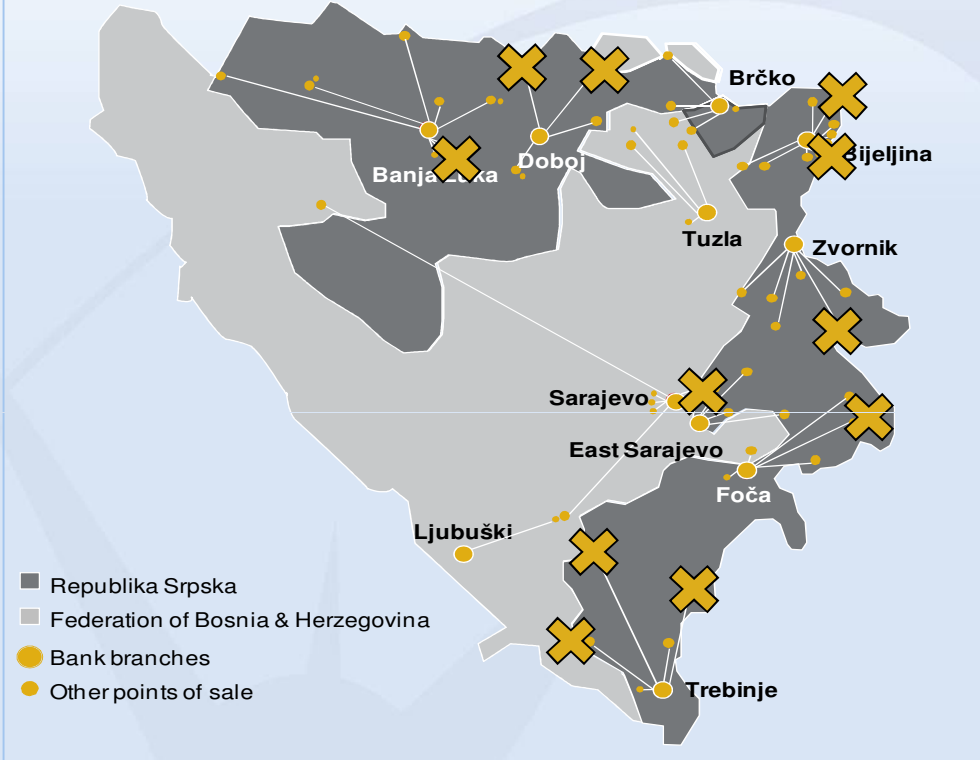 Brčko
Bijeljina
Banja Luka
Doboj
Tuzla
Zvornik
Sarajevo
East Sarajevo
Foča
Ljubuški
Trebinje
Republika Srpska
Federation of Bosnia & Herzegovina
Bank branches
Other points of sale